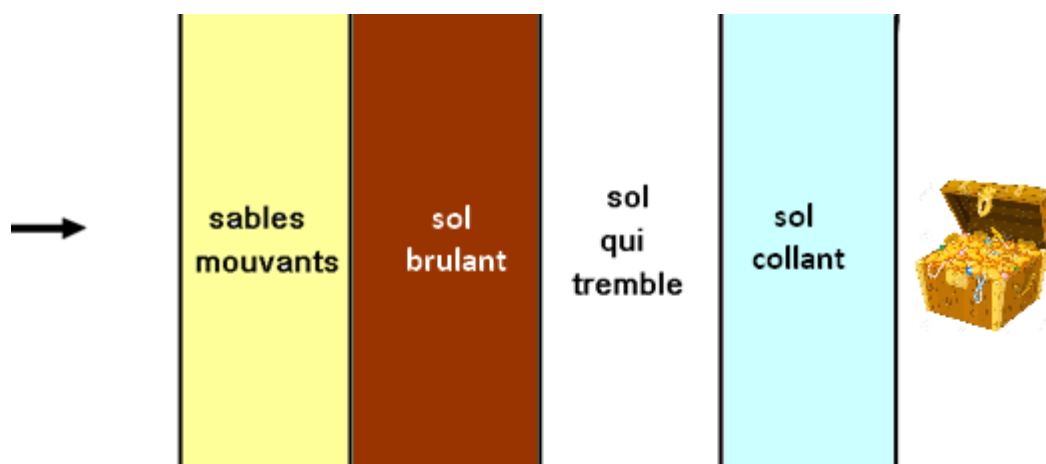 sables
mouvants
sol
brulant
sol
qui
tremble
sol
collant